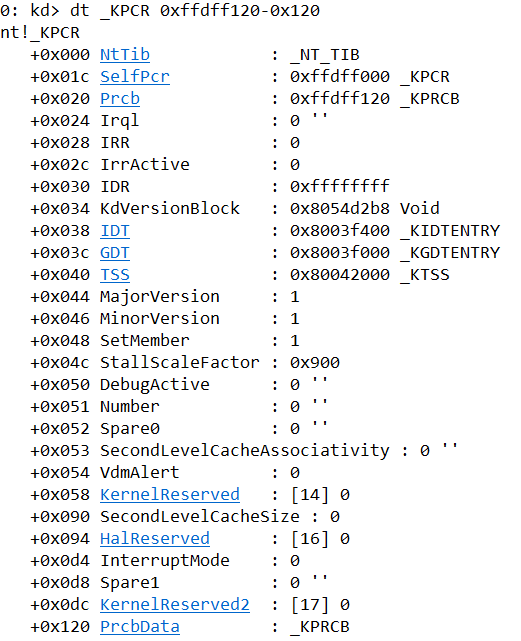 0: kd> dt _KPCR 0xffdff120-0x120
nt!_KPCR
   +0x000 NtTib            : _NT_TIB
   +0x01c SelfPcr          : 0xffdff000 _KPCR
   +0x020 Prcb             : 0xffdff120 _KPRCB
   +0x024 Irql             : 0 ''
   +0x028 IRR              : 0
   +0x02c IrrActive        : 0
   +0x030 IDR              : 0xffffffff
   +0x034 KdVersionBlock   : 0x8054d2b8 Void
   +0x038 IDT              : 0x8003f400 _KIDTENTRY
   +0x03c GDT              : 0x8003f000 _KGDTENTRY
   +0x040 TSS              : 0x80042000 _KTSS
   +0x044 MajorVersion     : 1
   +0x046 MinorVersion     : 1
   +0x048 SetMember        : 1
   +0x04c StallScaleFactor : 0x900
   +0x050 DebugActive      : 0 ''
   +0x051 Number           : 0 ''
   +0x052 Spare0           : 0 ''
   +0x053 SecondLevelCacheAssociativity : 0 ''
   +0x054 VdmAlert         : 0
   +0x058 KernelReserved   : [14] 0
   +0x090 SecondLevelCacheSize : 0
   +0x094 HalReserved      : [16] 0
   +0x0d4 InterruptMode    : 0
   +0x0d8 Spare1           : 0 ''
   +0x0dc KernelReserved2  : [17] 0
   +0x120 PrcbData         : _KPRCB